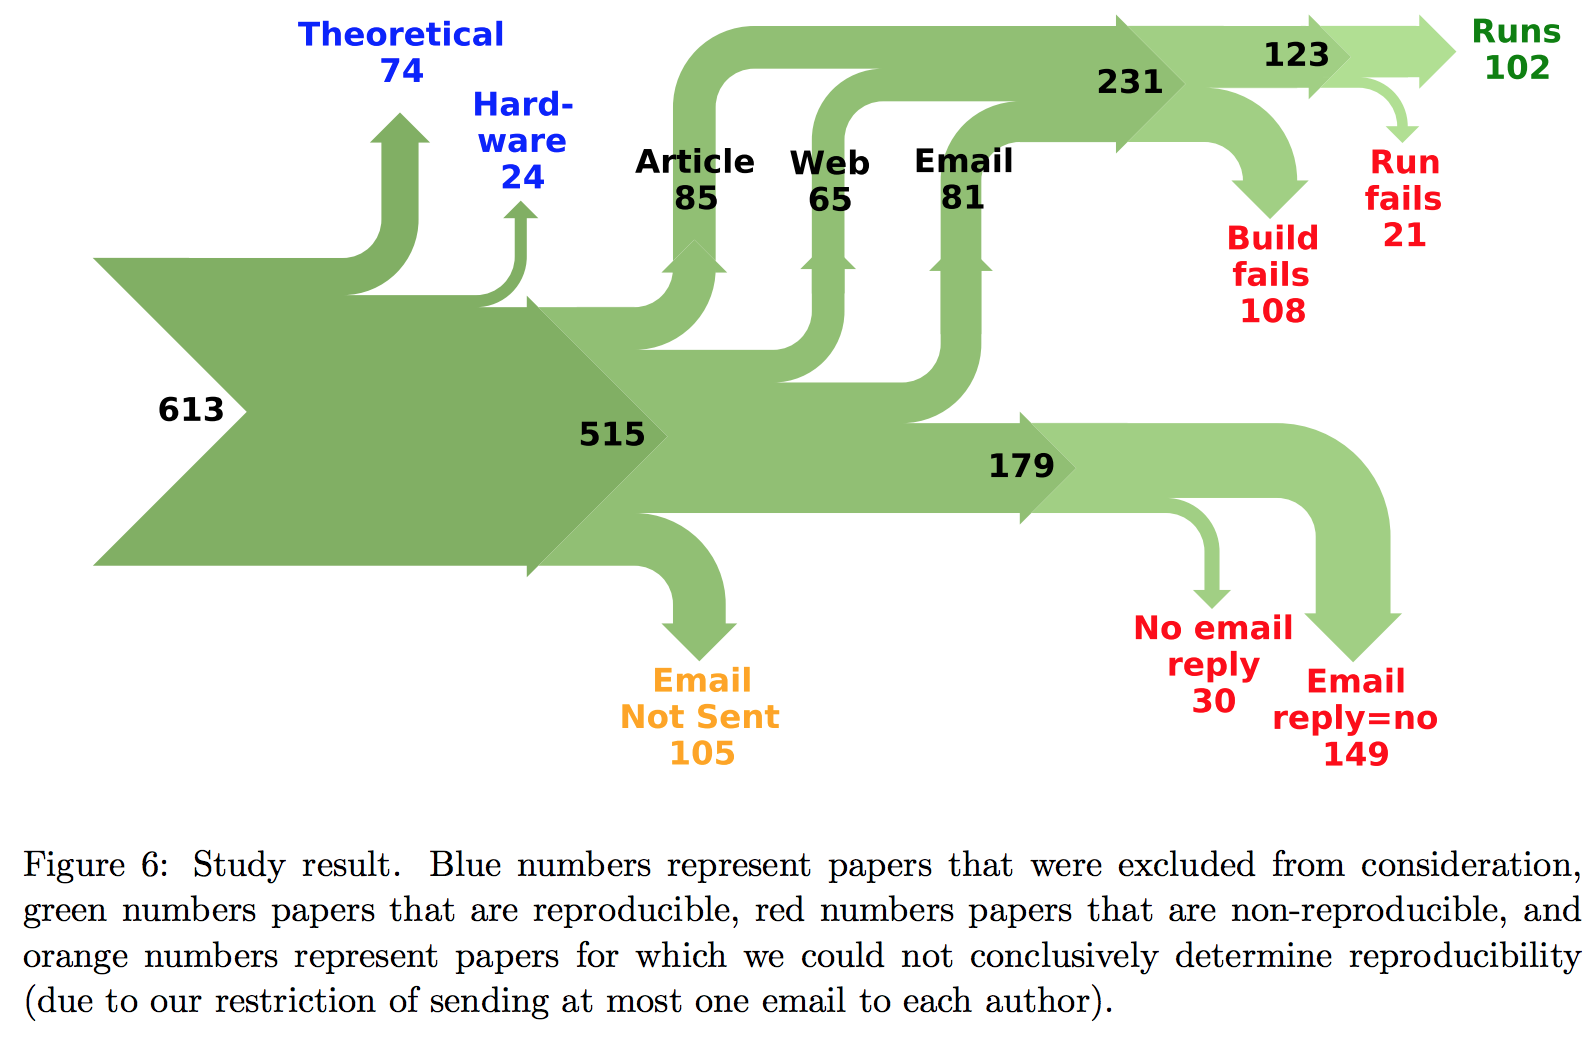 Theoretical
74
Hard-
ware
24
Article
85
Web
65
Email
81
231
123
Runs
102
Run
fails
21
Build
fails
108
613
515
179
No email
reply
30
Email
reply=no
149
Email
Not Sent
105
Figure 6: Study result. Blue numbers represent papers that were excluded from consideration,
green numbers papers that are reproducible, red numbers papers that are non-reproducible, and
orange numbers represent papers for which we could not conclusively determine reproducibility
(due to our restriction of sending at most one email to each author).